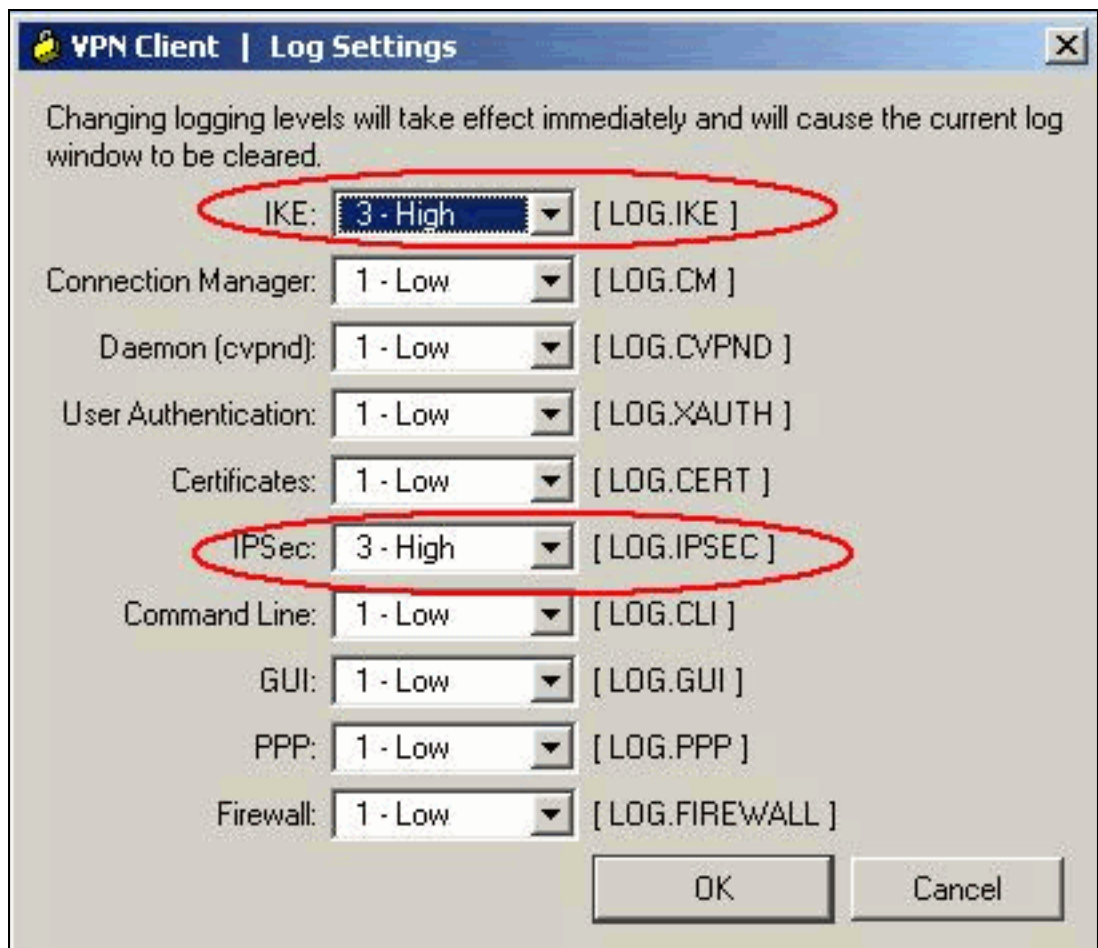 VPN Client | Log Settings
Changing logging levels will take effect immediately and will cause the current log
window to be cleared.
IKE: 3 - High [ LOG.IKE ]
Connection Manager: 1 - Low [ LOG.CM ]
Daemon (cvpnd): 1 - Low [ LOG.CVPND ]
User Authentication: 1 - Low [ LOG.XAUTH ]
Certificates: 1 - Low [ LOG.CERT ]
IPSec: 3 - High [ LOG.IPSEC ]
Command Line: 1 - Low [ LOG.CLI ]
GUI: 1 - Low [ LOG.GUI ]
PPP: 1 - Low [ LOG.PPP ]
Firewall: 1 - Low [ LOG.FIREWALL ]
OK Cancel